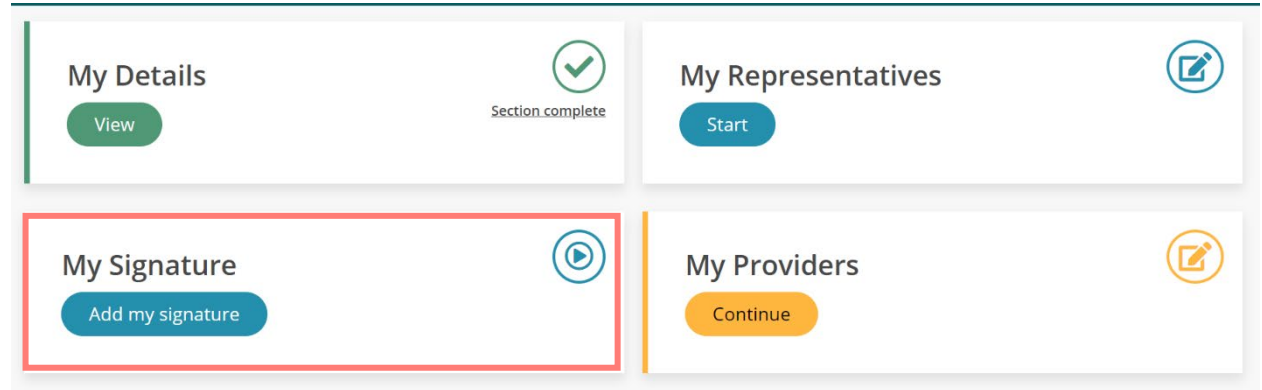 My Details
View
Section complete
My Representatives
Start
My Signature
Add my signature
My Providers
Continue